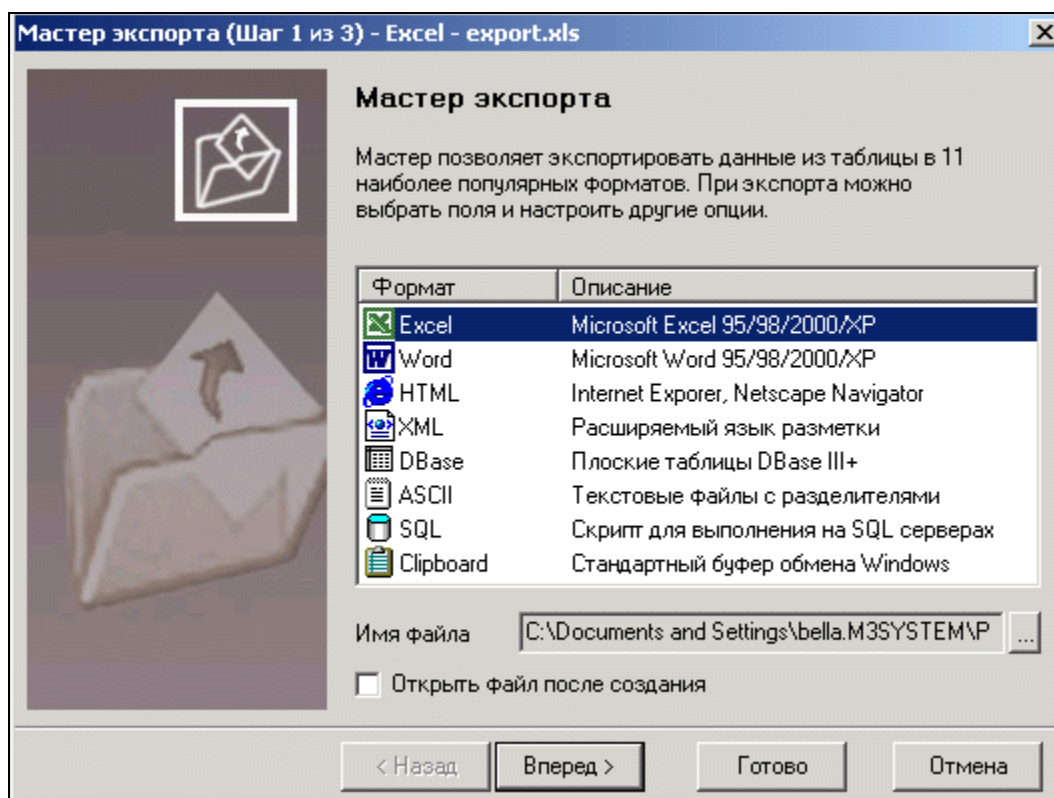 Мастер экспорта (Шаг 1 из 3) - Excel - export.xls
Мастер экспорта
Мастер позволяет экспортировать данные из таблицы в 11
наиболее популярных форматов. При экспорта можно
выбрать поля и настроить другие опции.
Формат Описание
Excel Microsoft Excel 95/98/2000/XP
Word Microsoft Word 95/98/2000/XP
HTML Internet Exporer, Netscape Navigator
XML Расширяемый язык разметки
DBase Плоские таблицы DBase III+
ASCII Текстовые файлы с разделителями
SQL Скрипт для выполнения на SQL серверах
Clipboard Стандартный буфер обмена Windows
Имя файла C:\Documents and Settings\bella.M3SYSTEM\P ...
Открыть файл после создания
< Назад Вперед > Готово Отмена